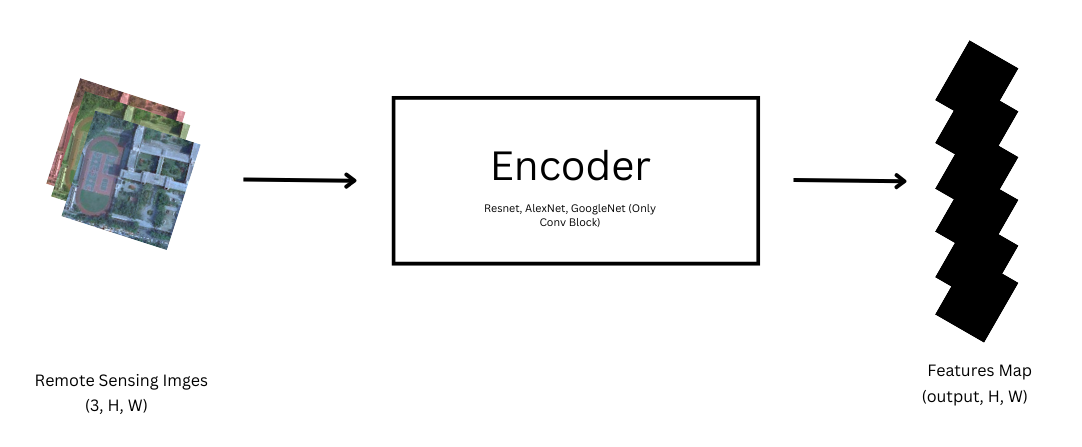 Encoder
Resnet, AlexNet, GoogleNet (Only
Conv Block)
Remote Sensing Imges
(3, H, W)
Features Map
(output, H, W)